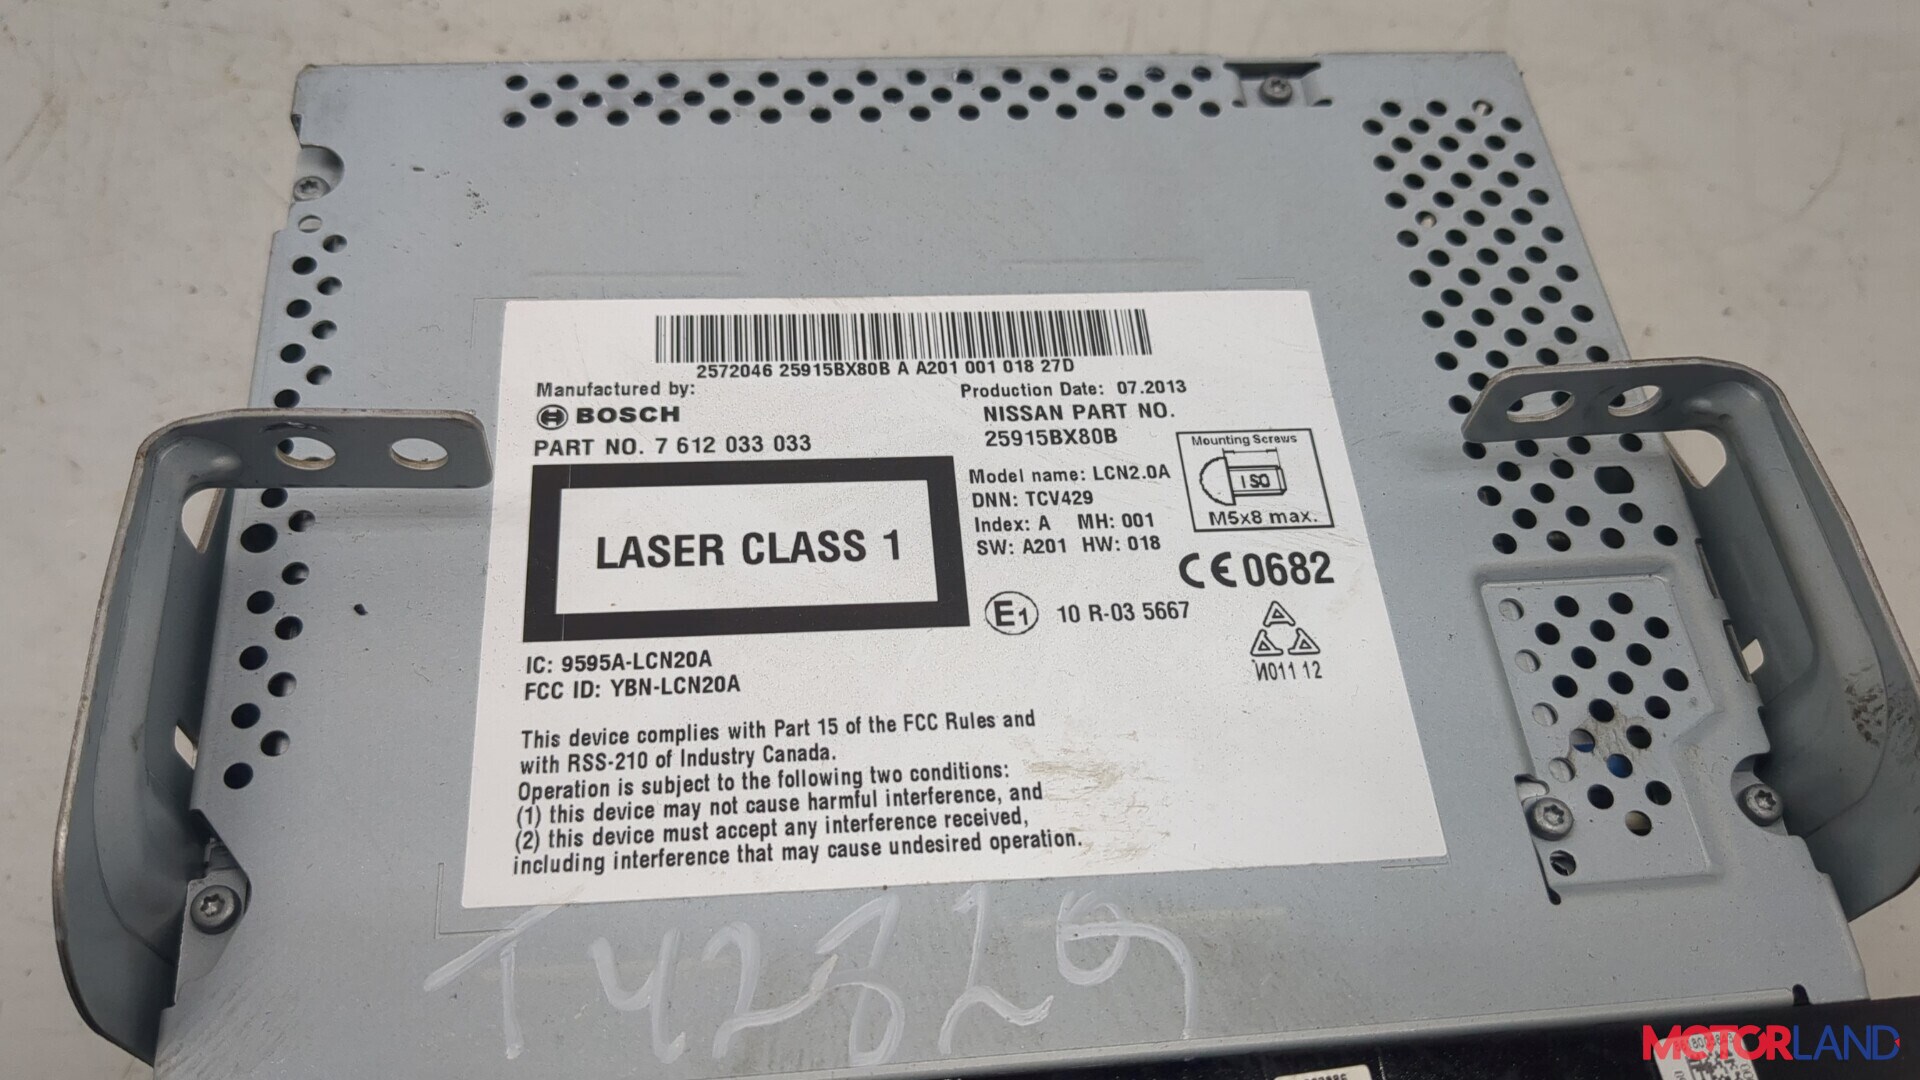 2572046 25915BX80B A A201 001 018 27D
Manufactured by:
BOSCH
PART NO. 7 612 033 033
Production Date: 07.2013
NISSAN PART NO.
25915BX80B
Model name: LCN2.0A
DNN: TCV429
Index: A MH: 001
SW: A201 HW: 018
Mounting Screws
ISO
M5x8 max.
LASER CLASS 1
CE 0682
E1 10 R-03 5667
И011 12
IC: 9595A-LCN20A
FCC ID: YBN-LCN20A
This device complies with Part 15 of the FCC Rules and
with RSS-210 of Industry Canada.
Operation is subject to the following two conditions:
(1) this device may not cause harmful interference, and
(2) this device must accept any interference received,
including interference that may cause undesired operation.
MOTORLAND